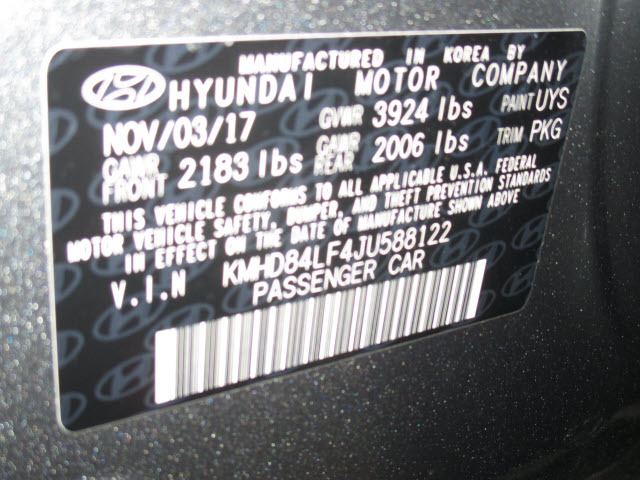 MANUFACTURED IN KOREA BY
HYUNDAI MOTOR COMPANY
NOV/03/17 GVWR 3924 lbs PAINT UYS
GAWR FRONT 2183 lbs GAWR REAR 2006 lbs TRIM PKG
THIS VEHICLE CONFORMS TO ALL APPLICABLE U.S.A. FEDERAL
MOTOR VEHICLE SAFETY, BUMPER, AND THEFT PREVENTION STANDARDS
IN EFFECT ON THE DATE OF MANUFACTURE SHOWN ABOVE
V.I.N KMHD84LF4JU588122
PASSENGER CAR